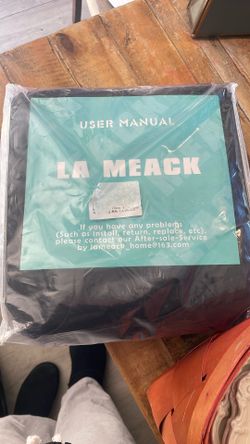 USER MANUAL
LA MEACK
If you have any problems
(Such as install, return, replace, etc),
please contact our After-sale-Service
by lameack_home@163.com